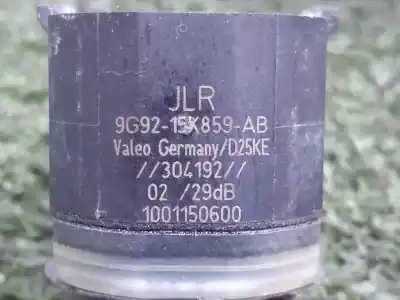 JLR
9G92-15K859-AB
Valeo Germany/D25KE
//304192//
02 /29dB
1001150600